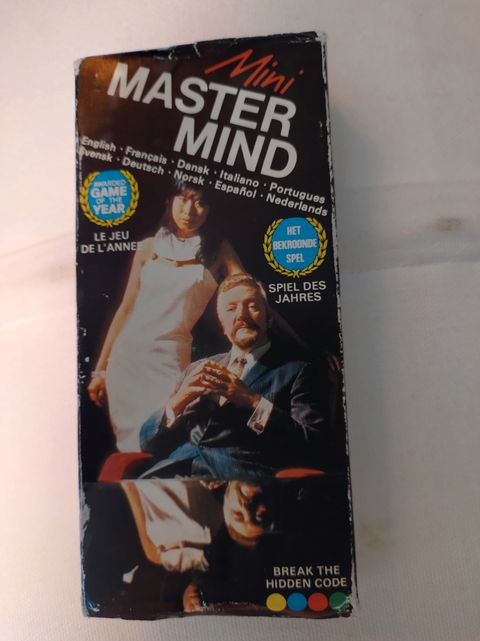 Mini
MASTER
MIND
English · Français · Dansk · Italiano · Portugues
Svensk · Deutsch · Norsk · Español · Nederlands
AWARDED
GAME
OF THE
YEAR
LE JEU
DE L'ANNEE
HET
BEKROONDE
SPEL
SPIEL DES
JAHRES
BREAK THE
HIDDEN CODE